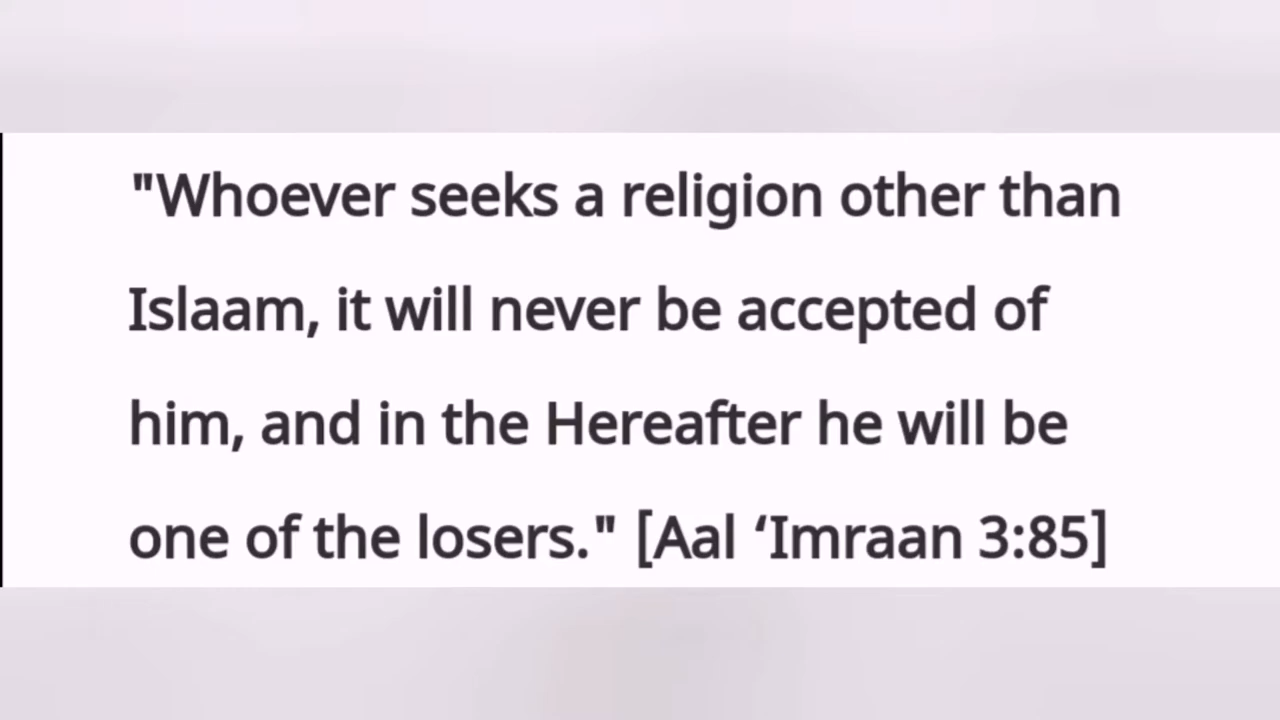 "Whoever seeks a religion other than
Islaam, it will never be accepted of
him, and in the Hereafter he will be
one of the losers." [Aal ‘Imraan 3:85]